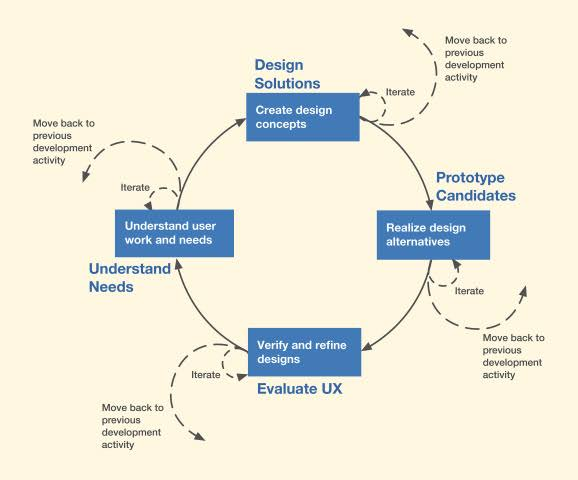 Design
Solutions
Create design
concepts
Iterate
Move back to
previous
development
activity
Prototype
Candidates
Realize design
alternatives
Iterate
Move back to
previous
development
activity
Verify and refine
designs
Evaluate UX
Iterate
Move back to
previous
development
activity
Understand user
work and needs
Understand
Needs
Iterate
Move back to
previous
development
activity